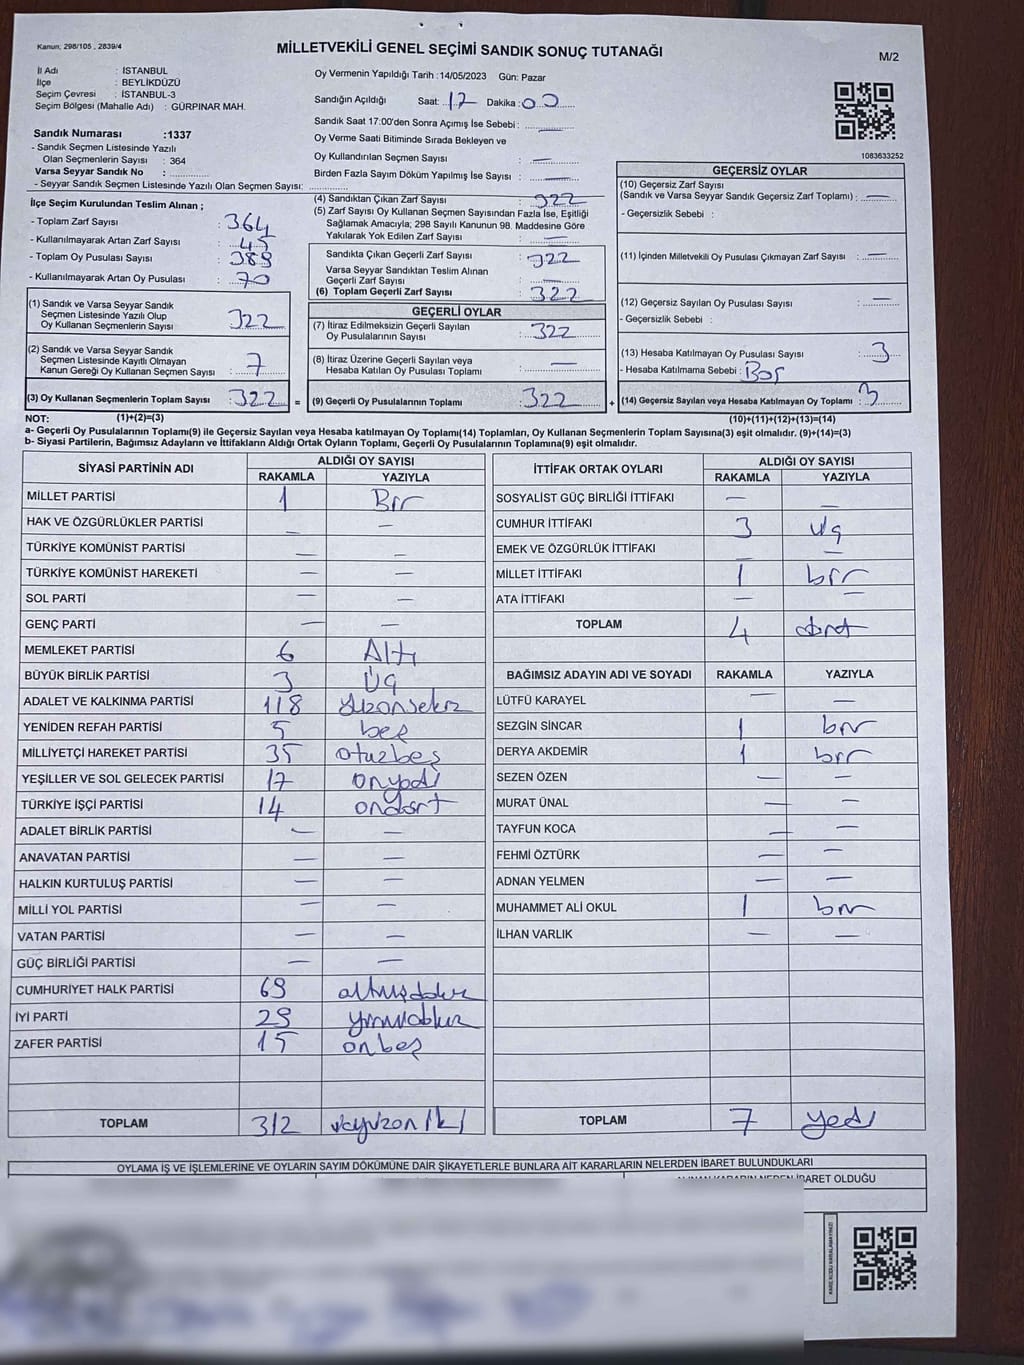 Kanun; 298/105 , 2839/4
MİLLETVEKİLİ GENEL SEÇİMİ SANDIK SONUÇ TUTANAĞI
M/2
İl Adı : İSTANBUL
İlçe : BEYLİKDÜZÜ
Seçim Çevresi : İSTANBUL-3
Seçim Bölgesi (Mahalle Adı) : GÜRPINAR MAH.
Sandık Numarası :1337
- Sandık Seçmen Listesinde Yazılı
Olan Seçmenlerin Sayısı : 364
Varsa Seyyar Sandık No :
- Seyyar Sandık Seçmen Listesinde Yazılı Olan Seçmen Sayısı:
İlçe Seçim Kurulundan Teslim Alınan ;
- Toplam Zarf Sayısı : 364
- Kullanılmayarak Artan Zarf Sayısı : 45
- Toplam Oy Pusulası Sayısı : 389
- Kullanılmayarak Artan Oy Pusulası : 70
(1) Sandık ve Varsa Seyyar Sandık
Seçmen Listesinde Yazılı Olup
Oy Kullanan Seçmenlerin Sayısı : 322
(2) Sandık ve Varsa Seyyar Sandık
Seçmen Listesinde Kayıtlı Olmayan
Kanun Gereği Oy Kullanan Seçmen Sayısı : 7
(3) Oy Kullanan Seçmenlerin Toplam Sayısı : 322 =
Oy Vermenin Yapıldığı Tarih :14/05/2023 Gün: Pazar
Sandığın Açıldığı Saat: 17 Dakika : 00
Sandık Saat 17:00'den Sonra Açımış İse Sebebi : —
Oy Verme Saati Bitiminde Sırada Bekleyen ve
Oy Kullandırılan Seçmen Sayısı : —
Birden Fazla Sayım Döküm Yapılmış İse Sayısı : —
(4) Sandıktan Çıkan Zarf Sayısı : 322
(5) Zarf Sayısı Oy Kullanan Seçmen Sayısından Fazla İse, Eşitliği
Sağlamak Amacıyla; 298 Sayılı Kanunun 98. Maddesine Göre
Yakılarak Yok Edilen Zarf Sayısı : —
Sandıkta Çıkan Geçerli Zarf Sayısı : 322
Varsa Seyyar Sandıktan Teslim Alınan
Geçerli Zarf Sayısı : —
(6) Toplam Geçerli Zarf Sayısı : 322
GEÇERLİ OYLAR
(7) İtiraz Edilmeksizin Geçerli Sayılan
Oy Pusulalarının Sayısı : 322
(8) İtiraz Üzerine Geçerli Sayılan veya
Hesaba Katılan Oy Pusulası Toplamı : —
(9) Geçerli Oy Pusulalarının Toplamı : 322 +
1083633252
GEÇERSİZ OYLAR
(10) Geçersiz Zarf Sayısı
(Sandık ve Varsa Seyyar Sandık Geçersiz Zarf Toplamı) : —
- Geçersizlik Sebebi :
(11) İçinden Milletvekili Oy Pusulası Çıkmayan Zarf Sayısı : —
(12) Geçersiz Sayılan Oy Pusulası Sayısı : —
- Geçersizlik Sebebi :
(13) Hesaba Katılmayan Oy Pusulası Sayısı : 3
- Hesaba Katılmama Sebebi : Boş
(14) Geçersiz Sayılan veya Hesaba Katılmayan Oy Toplamı : 3
NOT: (1)+(2)=(3) (10)+(11)+(12)+(13)=(14)
a- Geçerli Oy Pusulalarının Toplamı(9) ile Geçersiz Sayılan veya Hesaba katılmayan Oy Toplamı(14) Toplamları, Oy Kullanan Seçmenlerin Toplam Sayısına(3) eşit olmalıdır. (9)+(14)=(3)
b- Siyasi Partilerin, Bağımsız Adayların ve İttifakların Aldığı Ortak Oyların Toplamı, Geçerli Oy Pusulalarının Toplamına(9) eşit olmalıdır.
SİYASİ PARTİNİN ADI ALDIĞI OY SAYISI
RAKAMLA YAZIYLA
MİLLET PARTİSİ 1 Bir
HAK VE ÖZGÜRLÜKLER PARTİSİ — —
TÜRKİYE KOMÜNİST PARTİSİ — —
TÜRKİYE KOMÜNİST HAREKETİ — —
SOL PARTİ — —
GENÇ PARTİ — —
MEMLEKET PARTİSİ 6 Altı
BÜYÜK BİRLİK PARTİSİ 3 Üç
ADALET VE KALKINMA PARTİSİ 118 yüzonsekiz
YENİDEN REFAH PARTİSİ 5 beş
MİLLİYETÇİ HAREKET PARTİSİ 35 otuzbeş
YEŞİLLER VE SOL GELECEK PARTİSİ 17 onyedi
TÜRKİYE İŞÇİ PARTİSİ 14 ondört
ADALET BİRLİK PARTİSİ — —
ANAVATAN PARTİSİ — —
HALKIN KURTULUŞ PARTİSİ — —
MİLLİ YOL PARTİSİ — —
VATAN PARTİSİ — —
GÜÇ BİRLİĞİ PARTİSİ — —
CUMHURİYET HALK PARTİSİ 69 altmışdokuz
İYİ PARTİ 29 yirmidokuz
ZAFER PARTİSİ 15 onbeş
TOPLAM 312 üçyüzoniki
İTTİFAK ORTAK OYLARI ALDIĞI OY SAYISI
RAKAMLA YAZIYLA
SOSYALİST GÜÇ BİRLİĞİ İTTİFAKI — —
CUMHUR İTTİFAKI 3 üç
EMEK VE ÖZGÜRLÜK İTTİFAKI — —
MİLLET İTTİFAKI 1 bir
ATA İTTİFAKI — —
TOPLAM 4 dört
BAĞIMSIZ ADAYIN ADI VE SOYADI RAKAMLA YAZIYLA
LÜTFÜ KARAYEL — —
SEZGİN SİNCAR 1 bir
DERYA AKDEMİR 1 bir
SEZEN ÖZEN — —
MURAT ÜNAL — —
TAYFUN KOCA — —
FEHMİ ÖZTÜRK — —
ADNAN YELMEN — —
MUHAMMET ALİ OKUL 1 bir
İLHAN VARLIK — —
TOPLAM 7 yedi
OYLAMA İŞ VE İŞLEMLERİNE VE OYLARIN SAYIM DÖKÜMÜNE DAİR ŞİKAYETLERLE BUNLARA AİT KARARLARIN NELERDEN İBARET BULUNDUKLARI
İBARET OLDUĞU